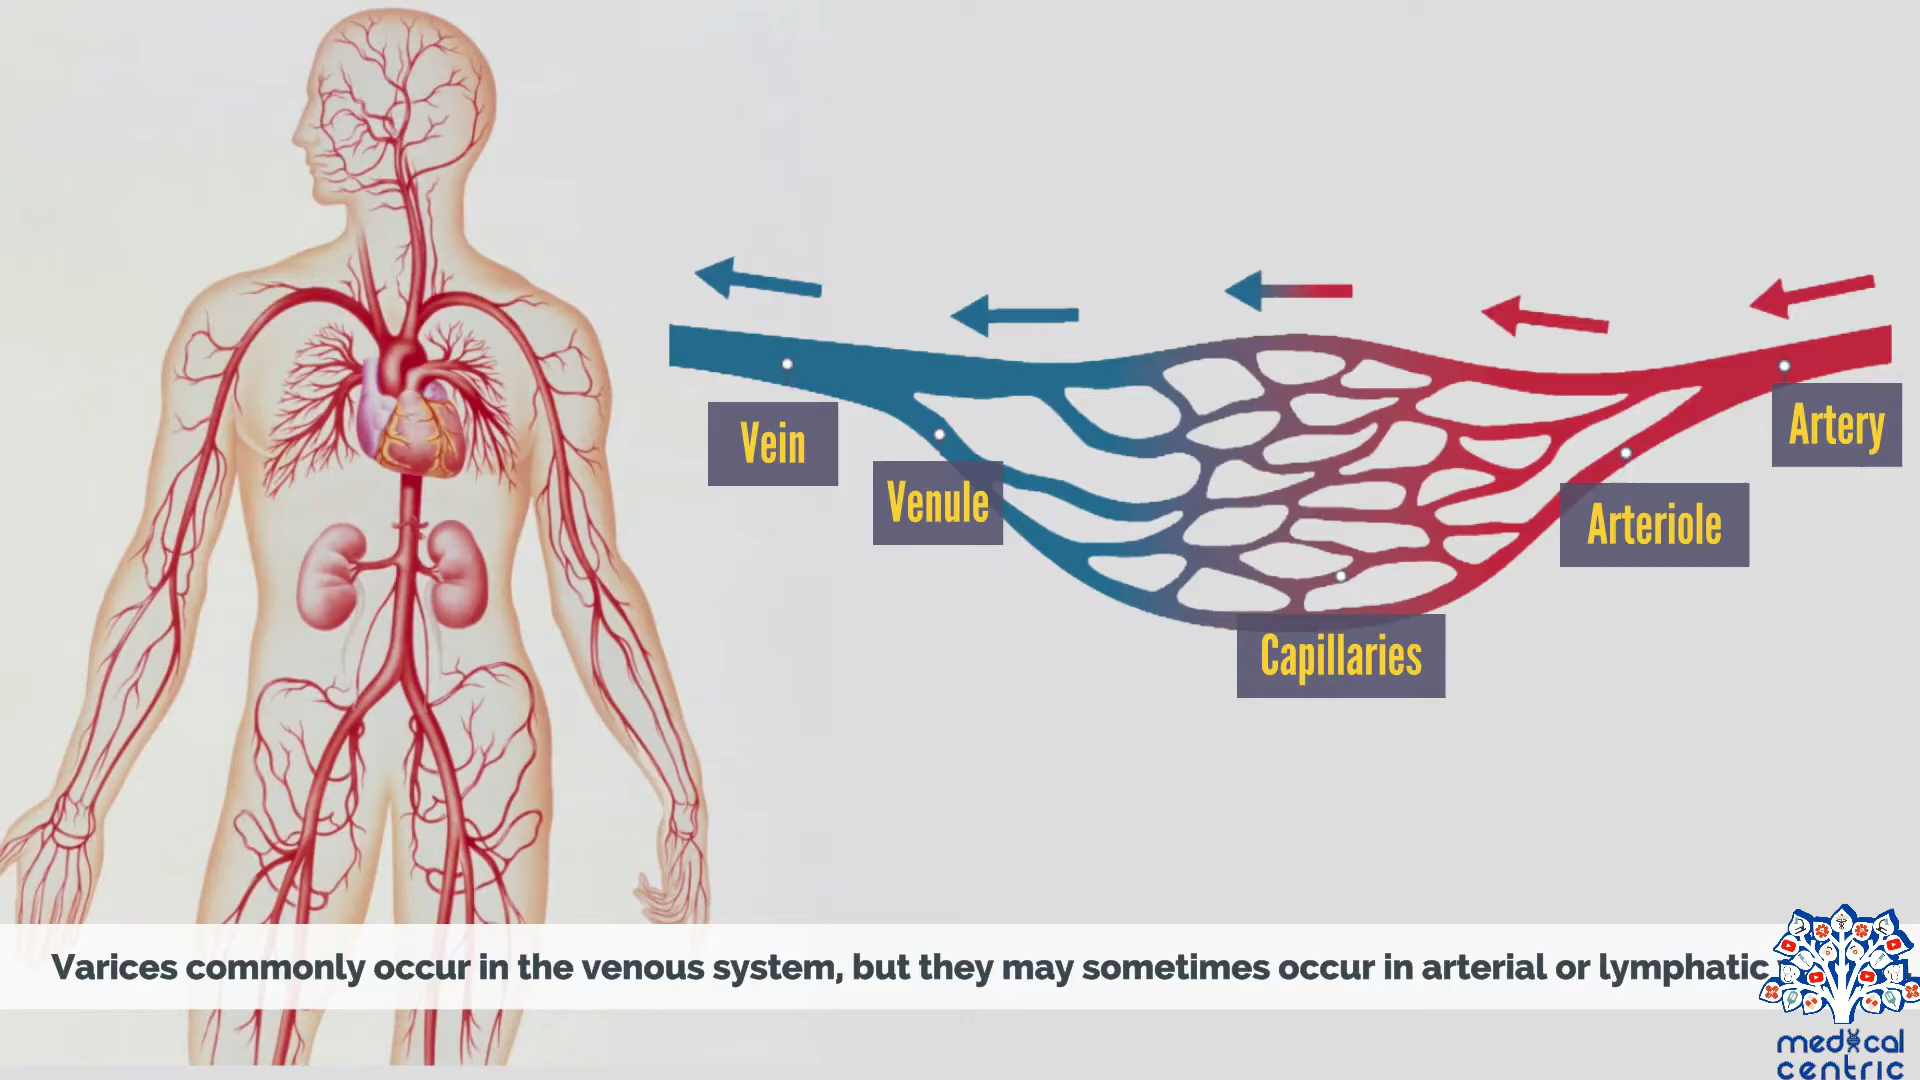 Vein
Venule
Capillaries
Arteriole
Artery
Varices commonly occur in the venous system, but they may sometimes occur in arterial or lymphatic
medical
centric